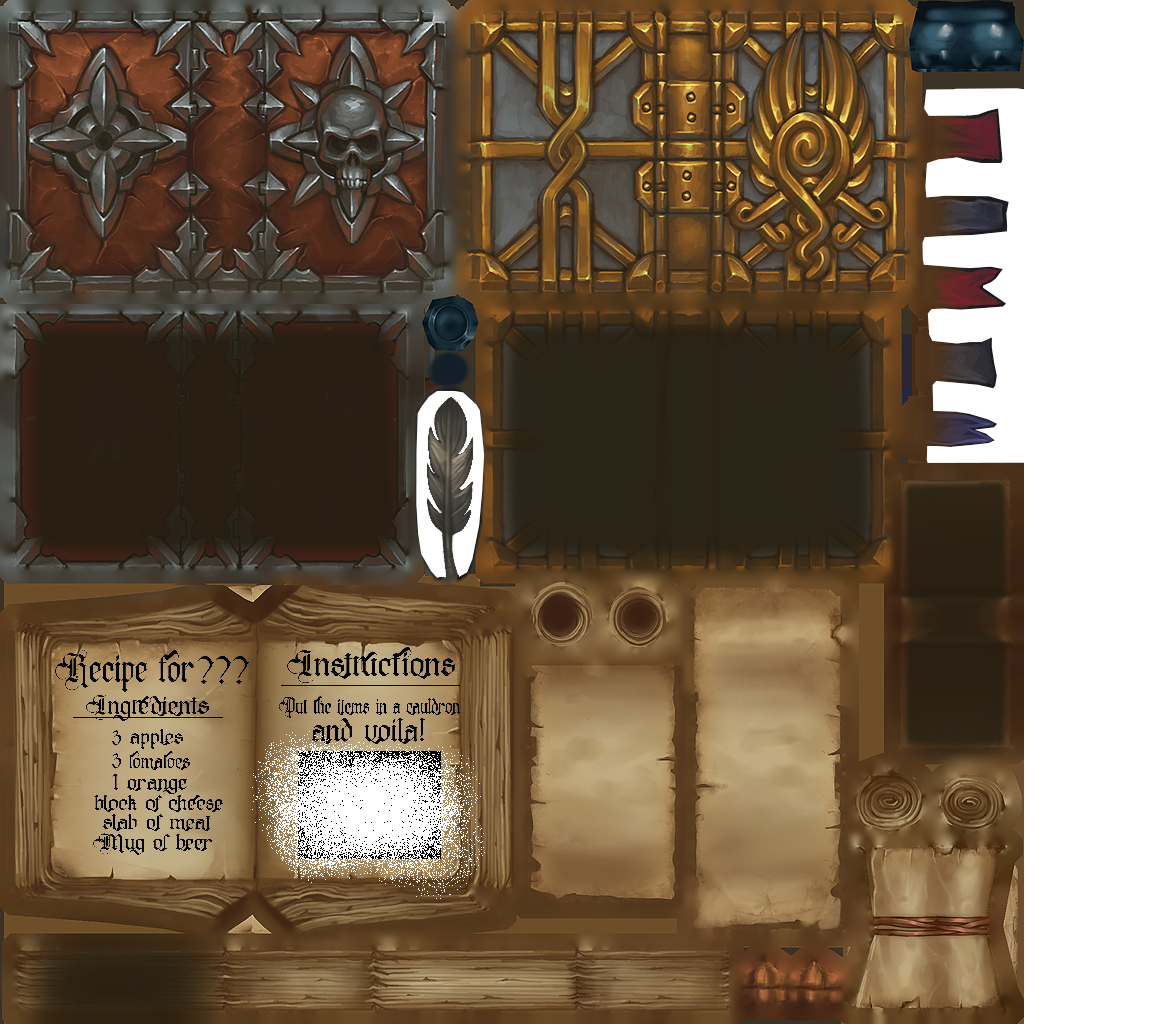 Recipe for ???
Ingredients
3 apples
3 tomatoes
1 orange
block of cheese
slab of meat
Mug of beer
Instructions
Put the items in a cauldron
and voila!